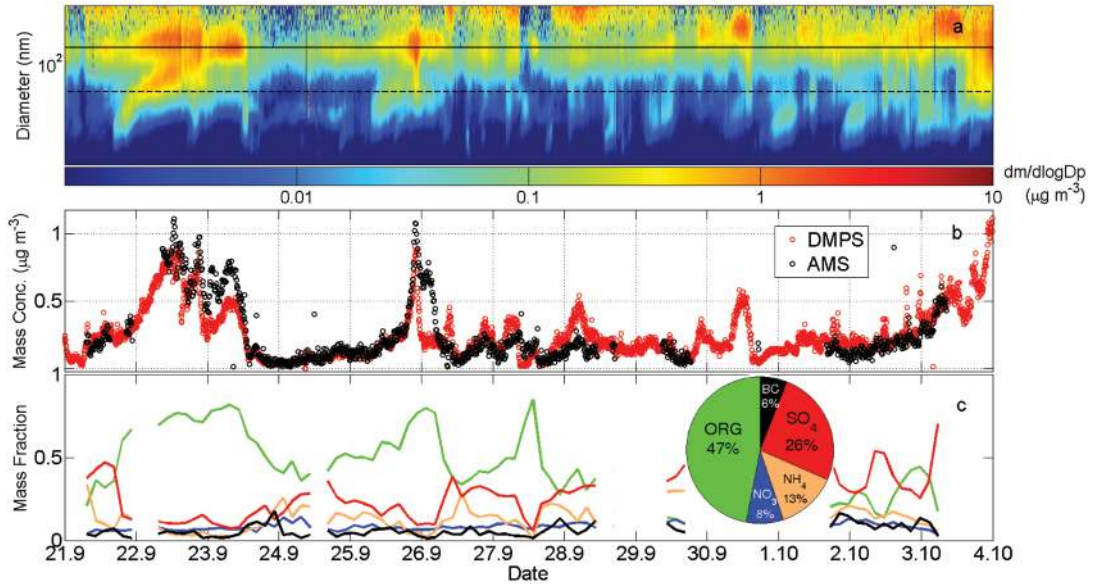 a
Diameter (nm)
10²
0.01 0.1 1 10
dm/dlogDp
(μg m⁻³)
b
Mass Conc. (μg m⁻³)
1
0.5
0
DMPS
AMS
c
Mass Fraction
1
0.5
0
BC
6%
SO₄
26%
NH₄
13%
NO₃
8%
ORG
47%
21.9 22.9 23.9 24.9 25.9 26.9 27.9 28.9 29.9 30.9 1.10 2.10 3.10 4.10
Date